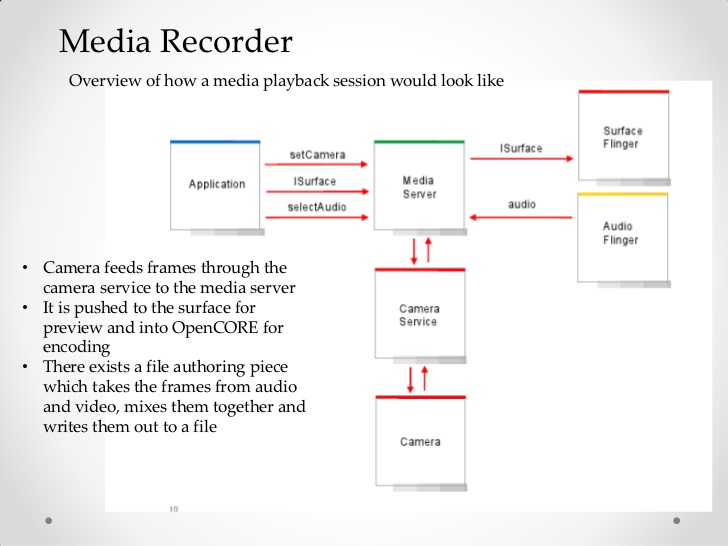 Media Recorder
Overview of how a media playback session would look like
Surface
Flinger
ISurface
setCamera
Application
ISurface
Media
Server
selectAudio
audio
Audio
Flinger
• Camera feeds frames through the
camera service to the media server
• It is pushed to the surface for
preview and into OpenCORE for
encoding
• There exists a file authoring piece
which takes the frames from audio
and video, mixes them together and
writes them out to a file
Camera
Service
Camera
10